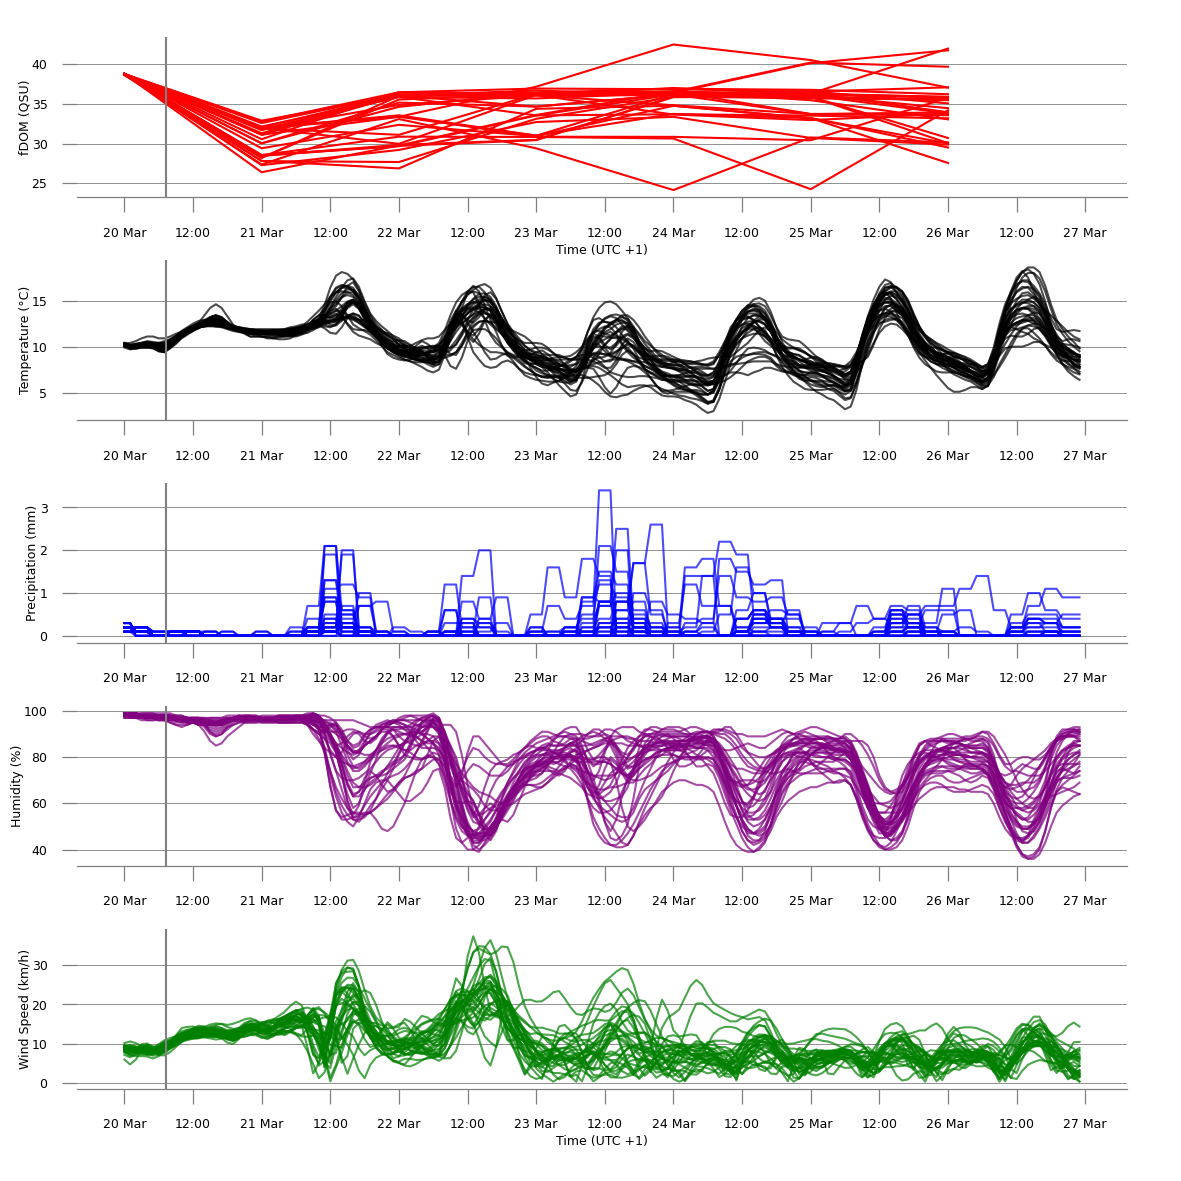 fDOM (QSU)
40
35
30
25
20 Mar 12:00 21 Mar 12:00 22 Mar 12:00 23 Mar 12:00 24 Mar 12:00 25 Mar 12:00 26 Mar 12:00 27 Mar
Time (UTC +1)
Temperature (°C)
15
10
5
20 Mar 12:00 21 Mar 12:00 22 Mar 12:00 23 Mar 12:00 24 Mar 12:00 25 Mar 12:00 26 Mar 12:00 27 Mar
Precipitation (mm)
3
2
1
0
20 Mar 12:00 21 Mar 12:00 22 Mar 12:00 23 Mar 12:00 24 Mar 12:00 25 Mar 12:00 26 Mar 12:00 27 Mar
Humidity (%)
100
80
60
40
20 Mar 12:00 21 Mar 12:00 22 Mar 12:00 23 Mar 12:00 24 Mar 12:00 25 Mar 12:00 26 Mar 12:00 27 Mar
Wind Speed (km/h)
30
20
10
0
20 Mar 12:00 21 Mar 12:00 22 Mar 12:00 23 Mar 12:00 24 Mar 12:00 25 Mar 12:00 26 Mar 12:00 27 Mar
Time (UTC +1)